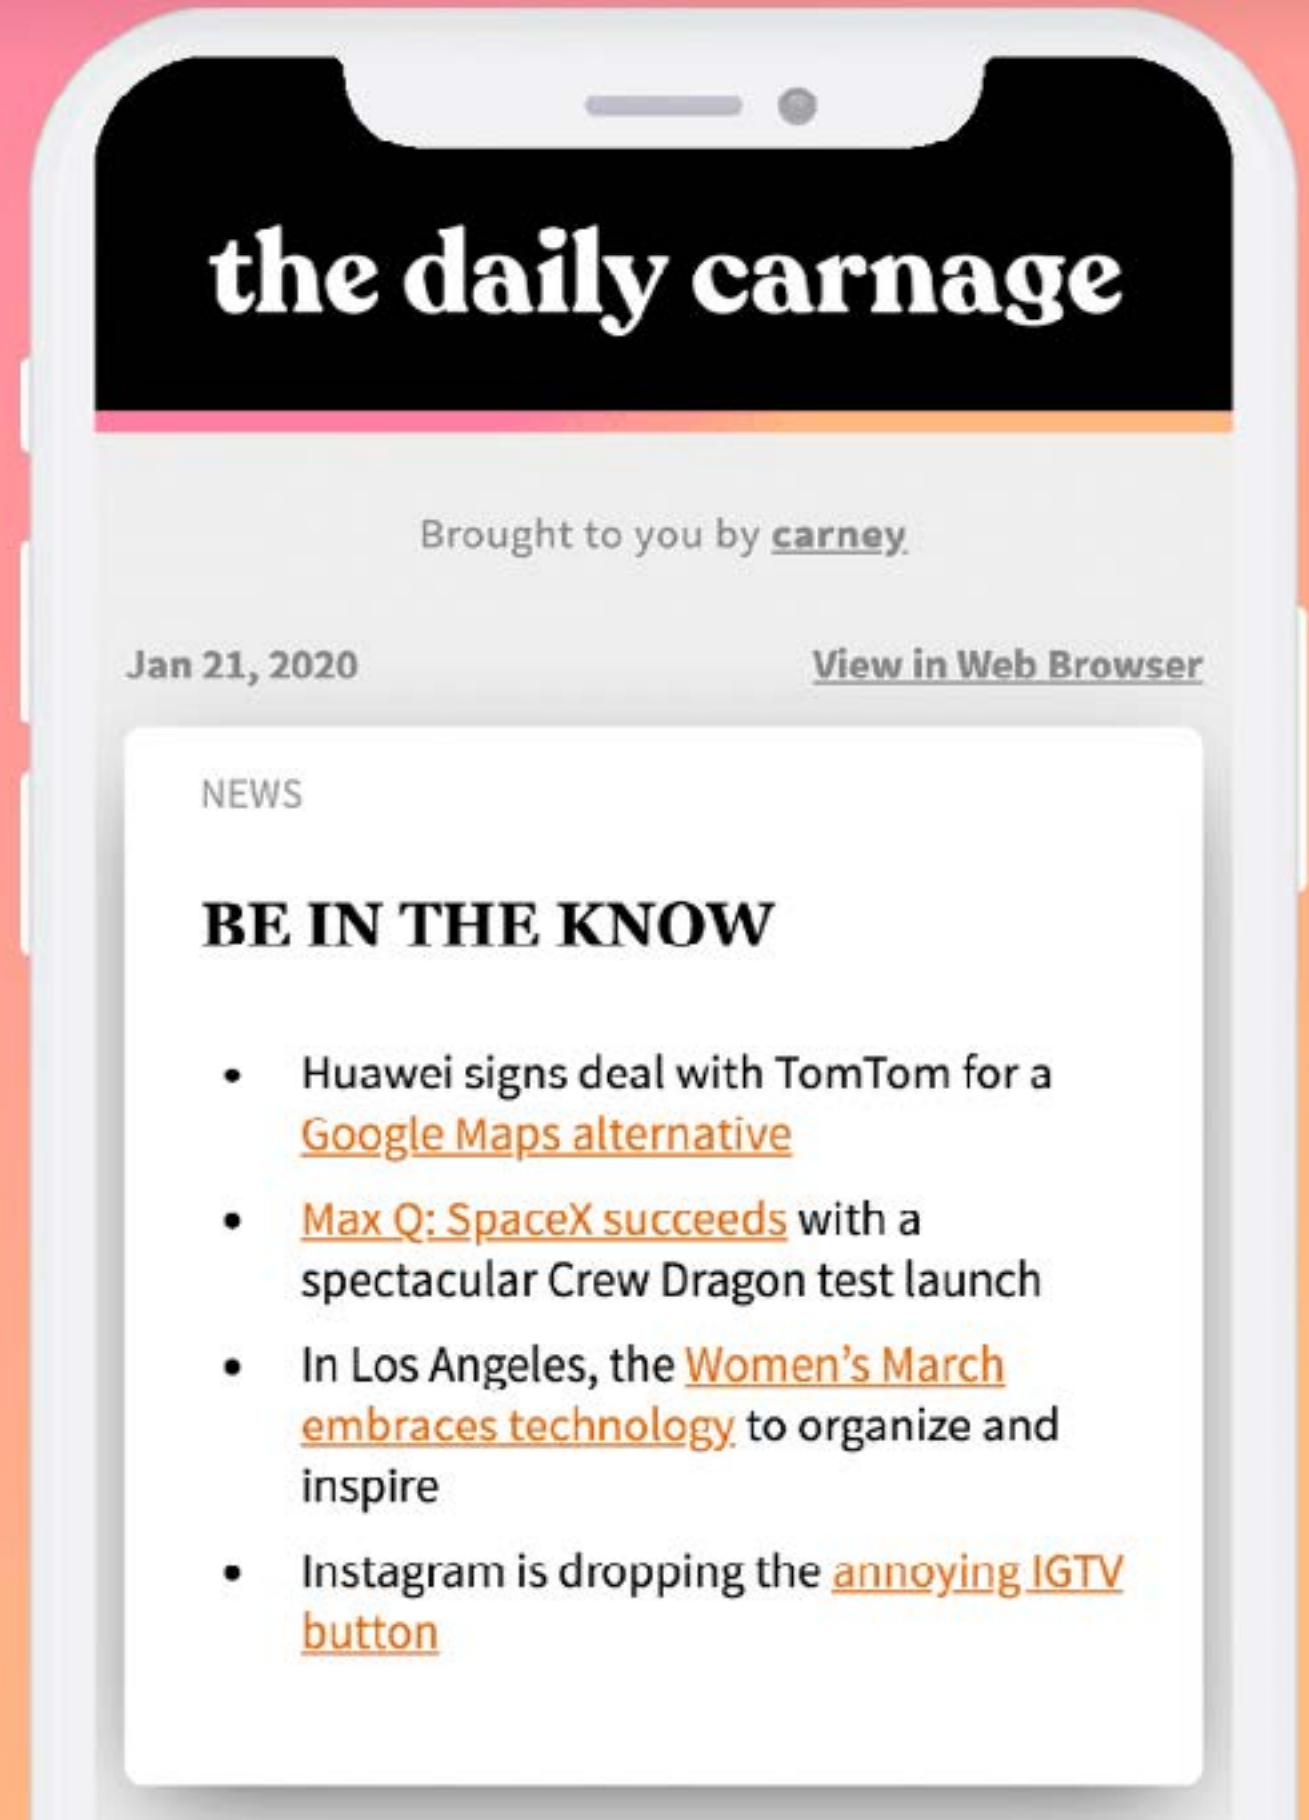 the daily carnage
Brought to you by carney
Jan 21, 2020
View in Web Browser
NEWS
BE IN THE KNOW
• Huawei signs deal with TomTom for a
Google Maps alternative
• Max Q: SpaceX succeeds with a
spectacular Crew Dragon test launch
• In Los Angeles, the Women’s March
embraces technology to organize and
inspire
• Instagram is dropping the annoying IGTV
button